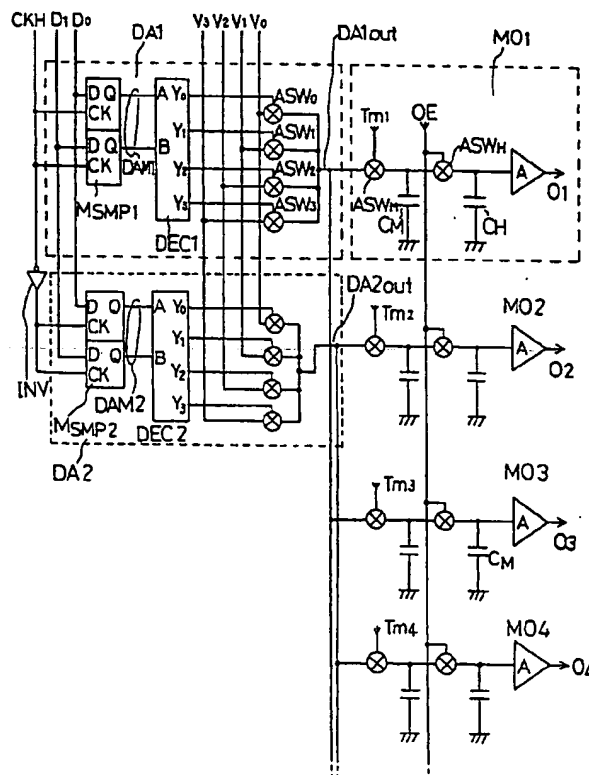 CKH D1 D0 V3 V2 V1 V0
DA1
DA1out
MO1
D Q
CK
D Q
CK
DAM1
MSMP1
A
B
Y0
Y1
Y2
Y3
DEC1
ASW0
ASW1
ASW2
ASW3
Tm1
OE
ASWH
ASWM
CM
CH
A
O1
INV
D Q
CK
D Q
CK
DAM2
MSMP2
A
B
Y0
Y1
Y2
Y3
DEC2
DA2
DA2out
Tm2
MO2
A
O2
Tm3
MO3
A
O3
CM
Tm4
MO4
A
O4